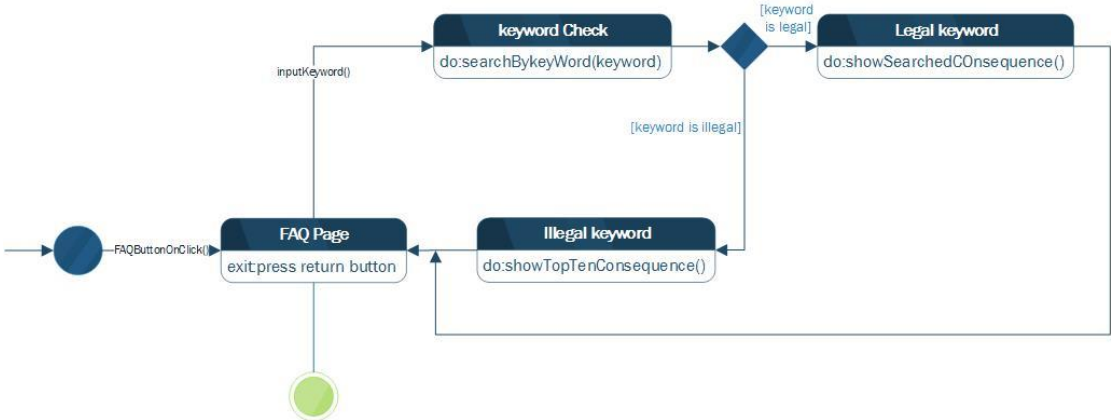 [keyword
is legal]
keyword Check
do:searchBykeyWord(keyword)
Legal keyword
do:showSearchedCOnsequence()
inputKeyword()
[keyword is illegal]
FAQButtonOnClick()
FAQ Page
exit:press return button
Illegal keyword
do:showTopTenConsequence()